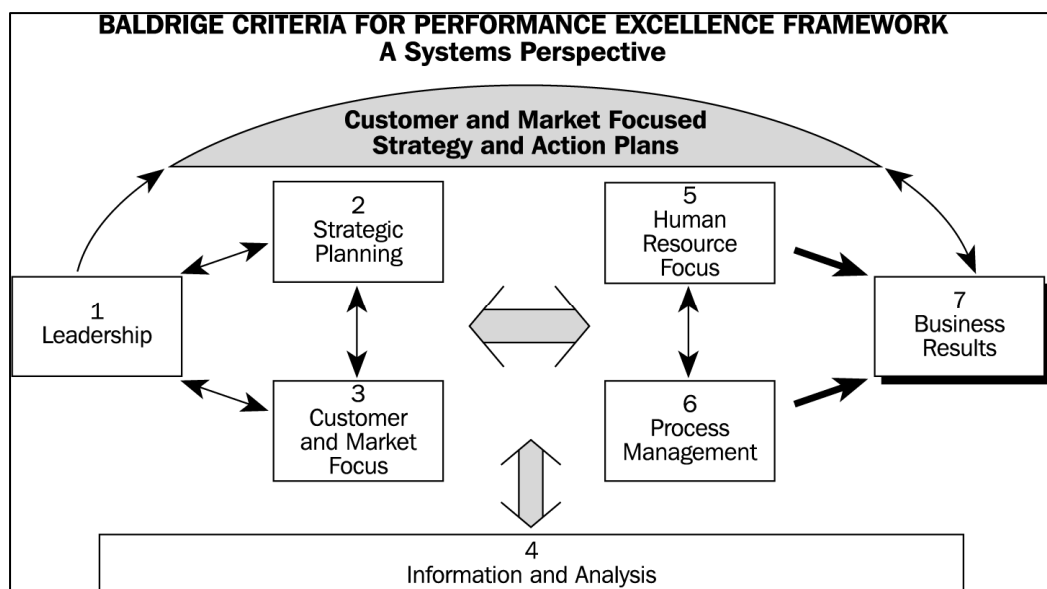 BALDRIGE CRITERIA FOR PERFORMANCE EXCELLENCE FRAMEWORK
A Systems Perspective
Customer and Market Focused
Strategy and Action Plans
2
Strategic
Planning
5
Human
Resource
Focus
1
Leadership
7
Business
Results
3
Customer
and Market
Focus
6
Process
Management
4
Information and Analysis